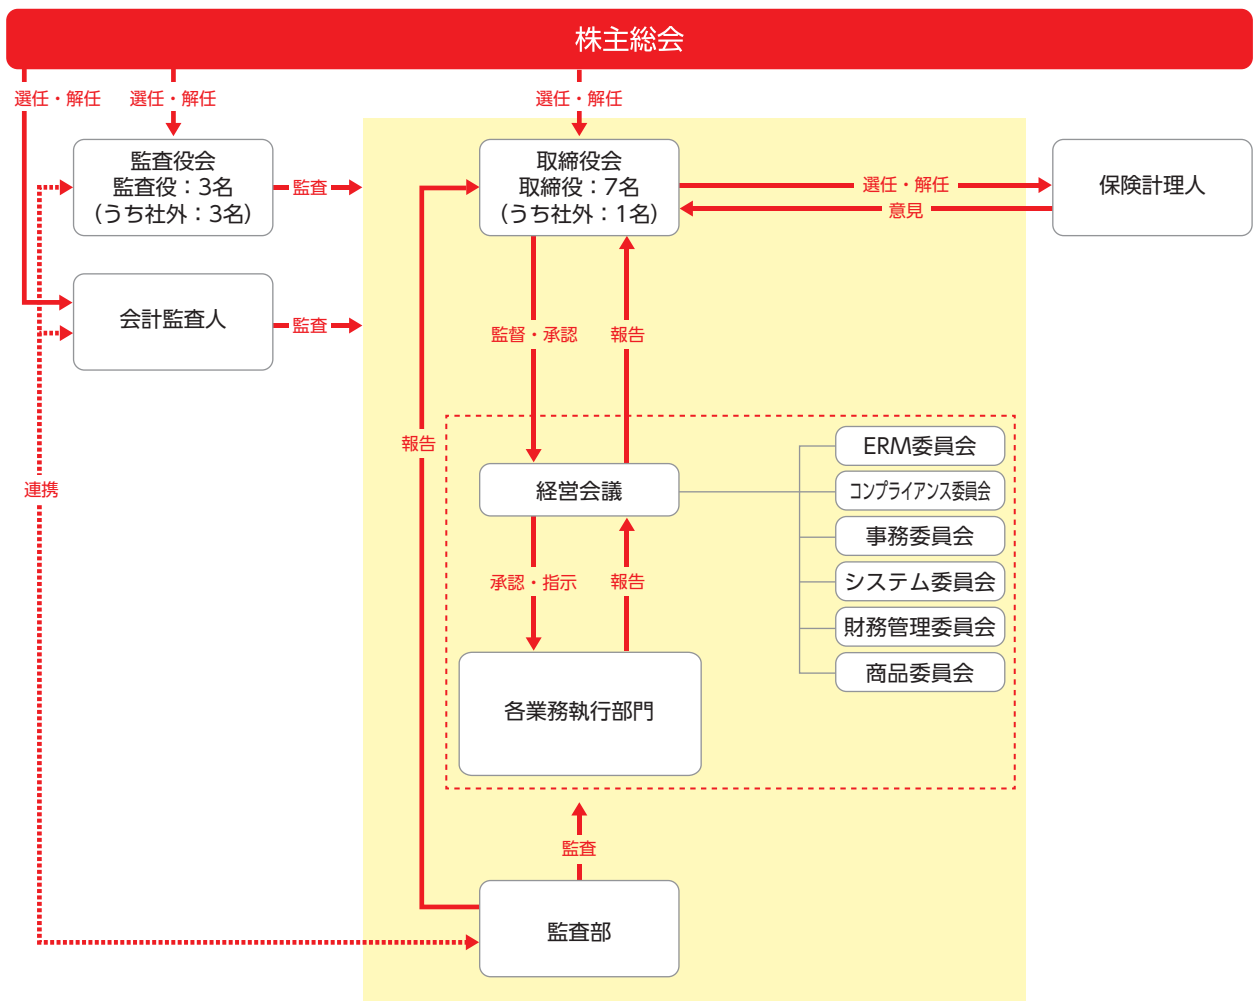 株主総会
選任・解任
選任・解任
選任・解任
監査役会
監査役：3名
（うち社外：3名）
監査
取締役会
取締役：7名
（うち社外：1名）
選任・解任
意見
保険計理人
会計監査人
監査
監督・承認
報告
報告
連携
経営会議
ERM委員会
コンプライアンス委員会
事務委員会
システム委員会
財務管理委員会
商品委員会
承認・指示
報告
各業務執行部門
監査
監査部